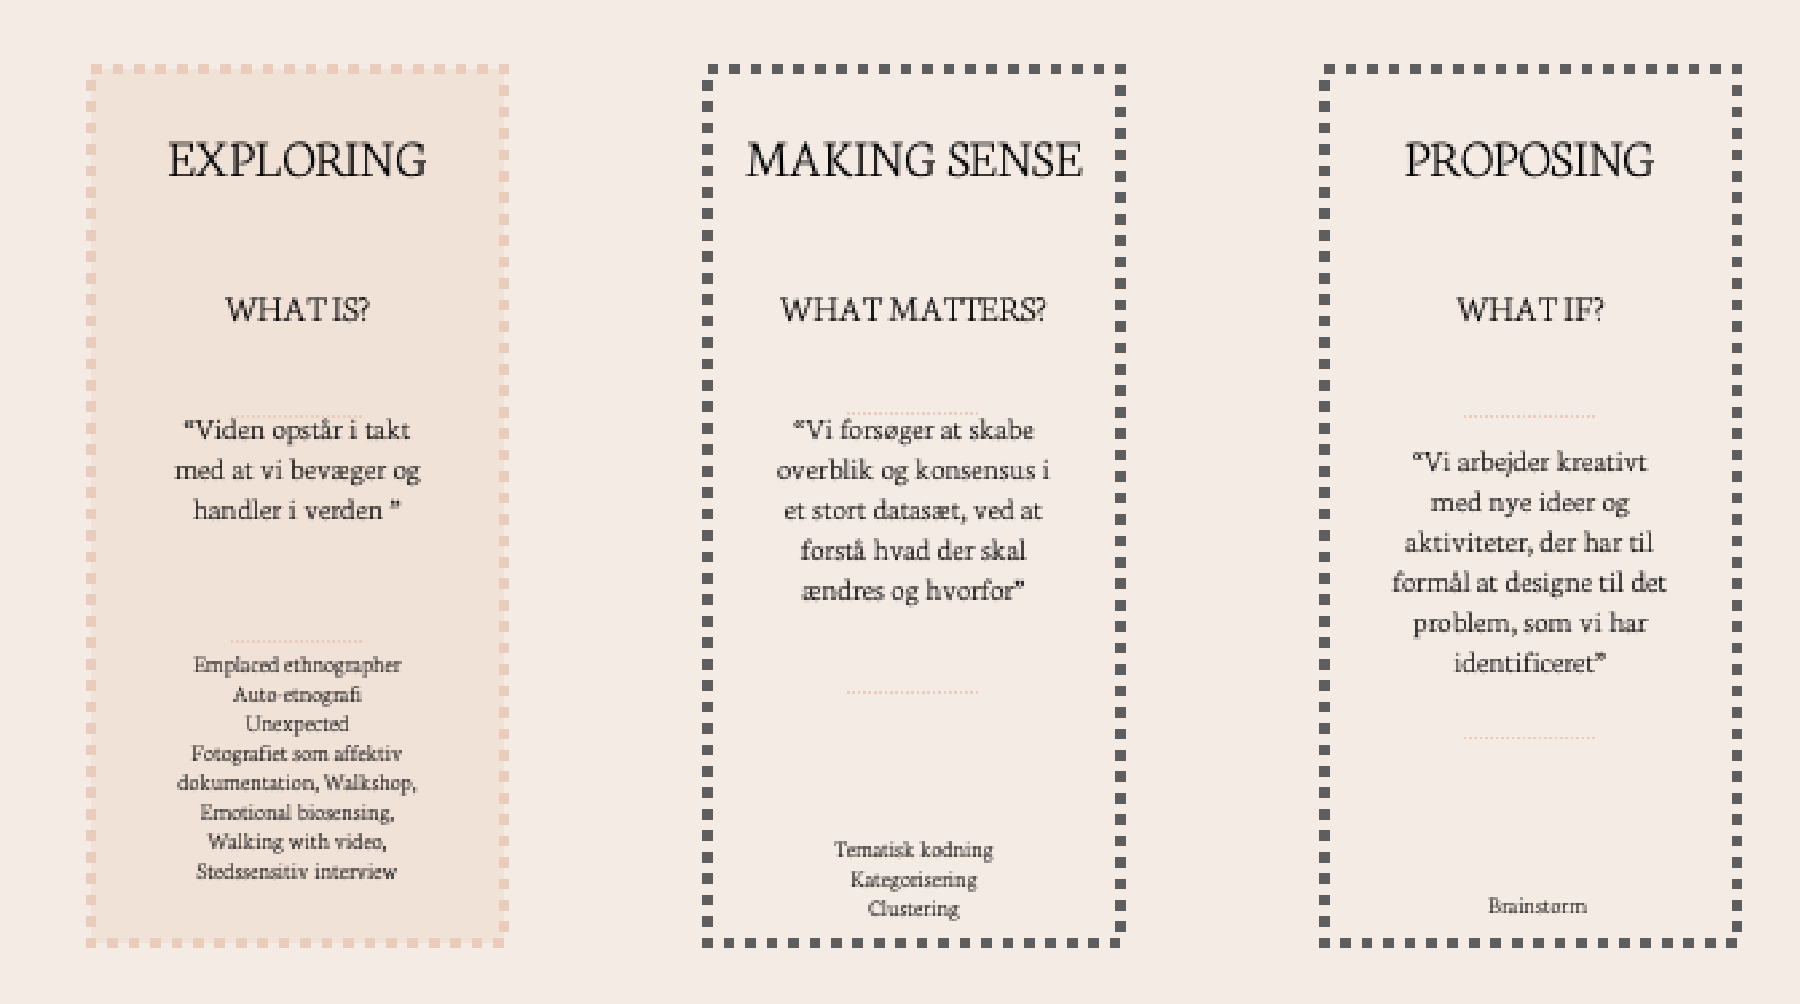 EXPLORING
WHAT IS?
“Viden opstår i takt
med at vi bevæger og
handler i verden ”
Emplaced ethnographer
Auto-etnografi
Unexpected
Fotografiet som affektiv
dokumentation, Walkshop,
Emotional biosensing,
Walking with video,
Stedssensitiv interview
MAKING SENSE
WHAT MATTERS?
“Vi forsøger at skabe
overblik og konsensus i
et stort datasæt, ved at
forstå hvad der skal
ændres og hvorfor”
Tematisk kodning
Kategorisering
Clustering
PROPOSING
WHAT IF?
“Vi arbejder kreativt
med nye ideer og
aktiviteter, der har til
formål at designe til det
problem, som vi har
identificeret”
Brainstorm